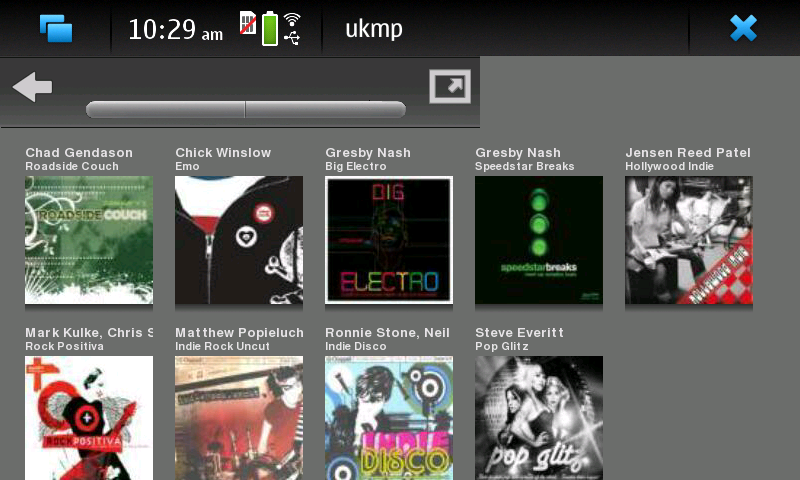 10:29 am
ukmp
Chad Gendason
Roadside Couch
Chick Winslow
Emo
Gresby Nash
Big Electro
Gresby Nash
Speedstar Breaks
Jensen Reed Patel
Hollywood Indie
ROADSIDE COUCH
ELECTRO
speedstarbreaks
Mark Kulke, Chris S
Rock Positiva
Matthew Popieluch
Indie Rock Uncut
Ronnie Stone, Neil
Indie Disco
Steve Everitt
Pop Glitz
ROCK POSITIVA
INDIE
DISCO
pop glitz